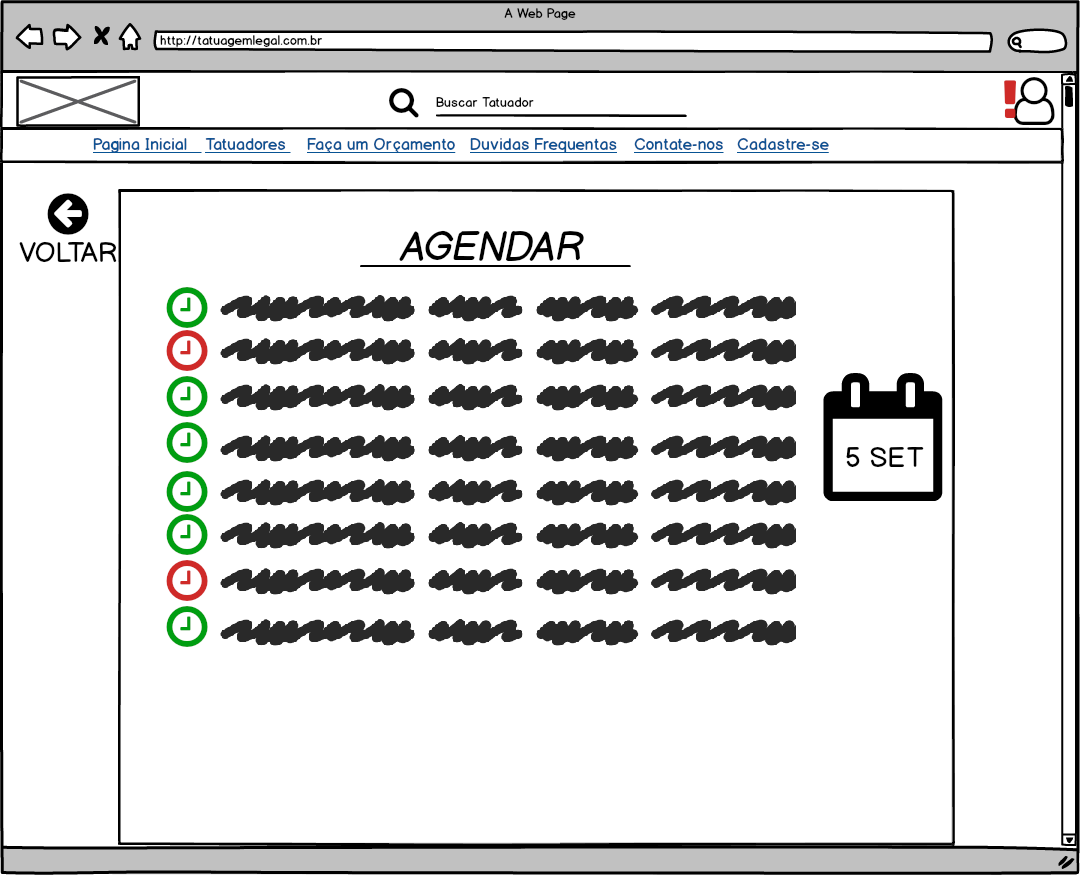 A Web Page
http://tatuagemlegal.com.br
Buscar Tatuador
Pagina Inicial Tatuadores Faça um Orçamento Duvidas Frequentas Contate-nos Cadastre-se
VOLTAR
AGENDAR
5 SET